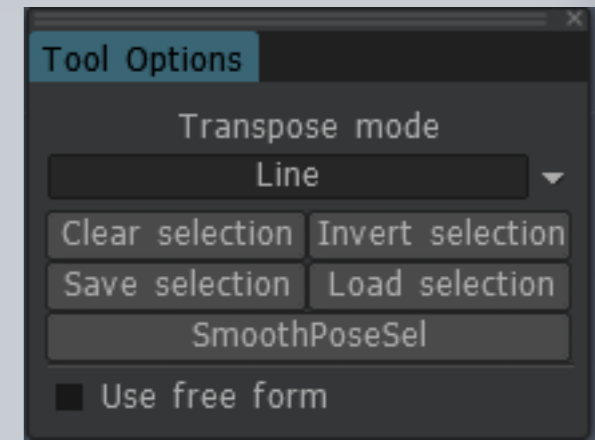 Tool Options
Transpose mode
Line
Clear selection Invert selection
Save selection Load selection
SmoothPoseSel
Use free form